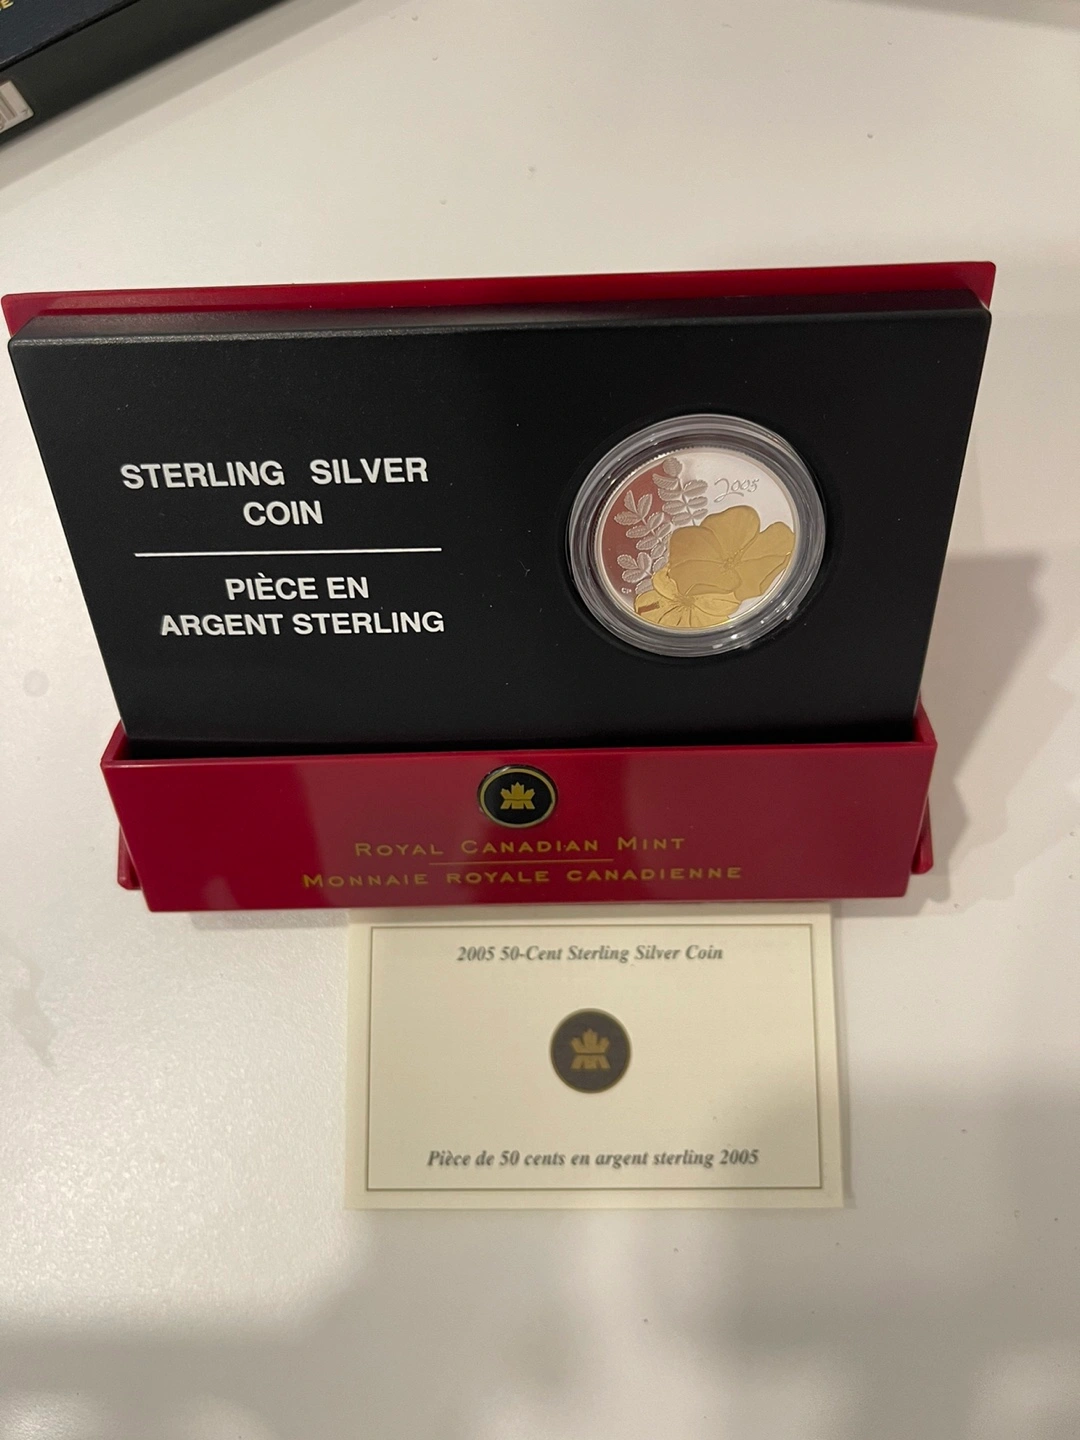 STERLING SILVER
COIN
PIÈCE EN
ARGENT STERLING
2005
ROYAL CANADIAN MINT
MONNAIE ROYALE CANADIENNE
2005 50-Cent Sterling Silver Coin
Pièce de 50 cents en argent sterling 2005